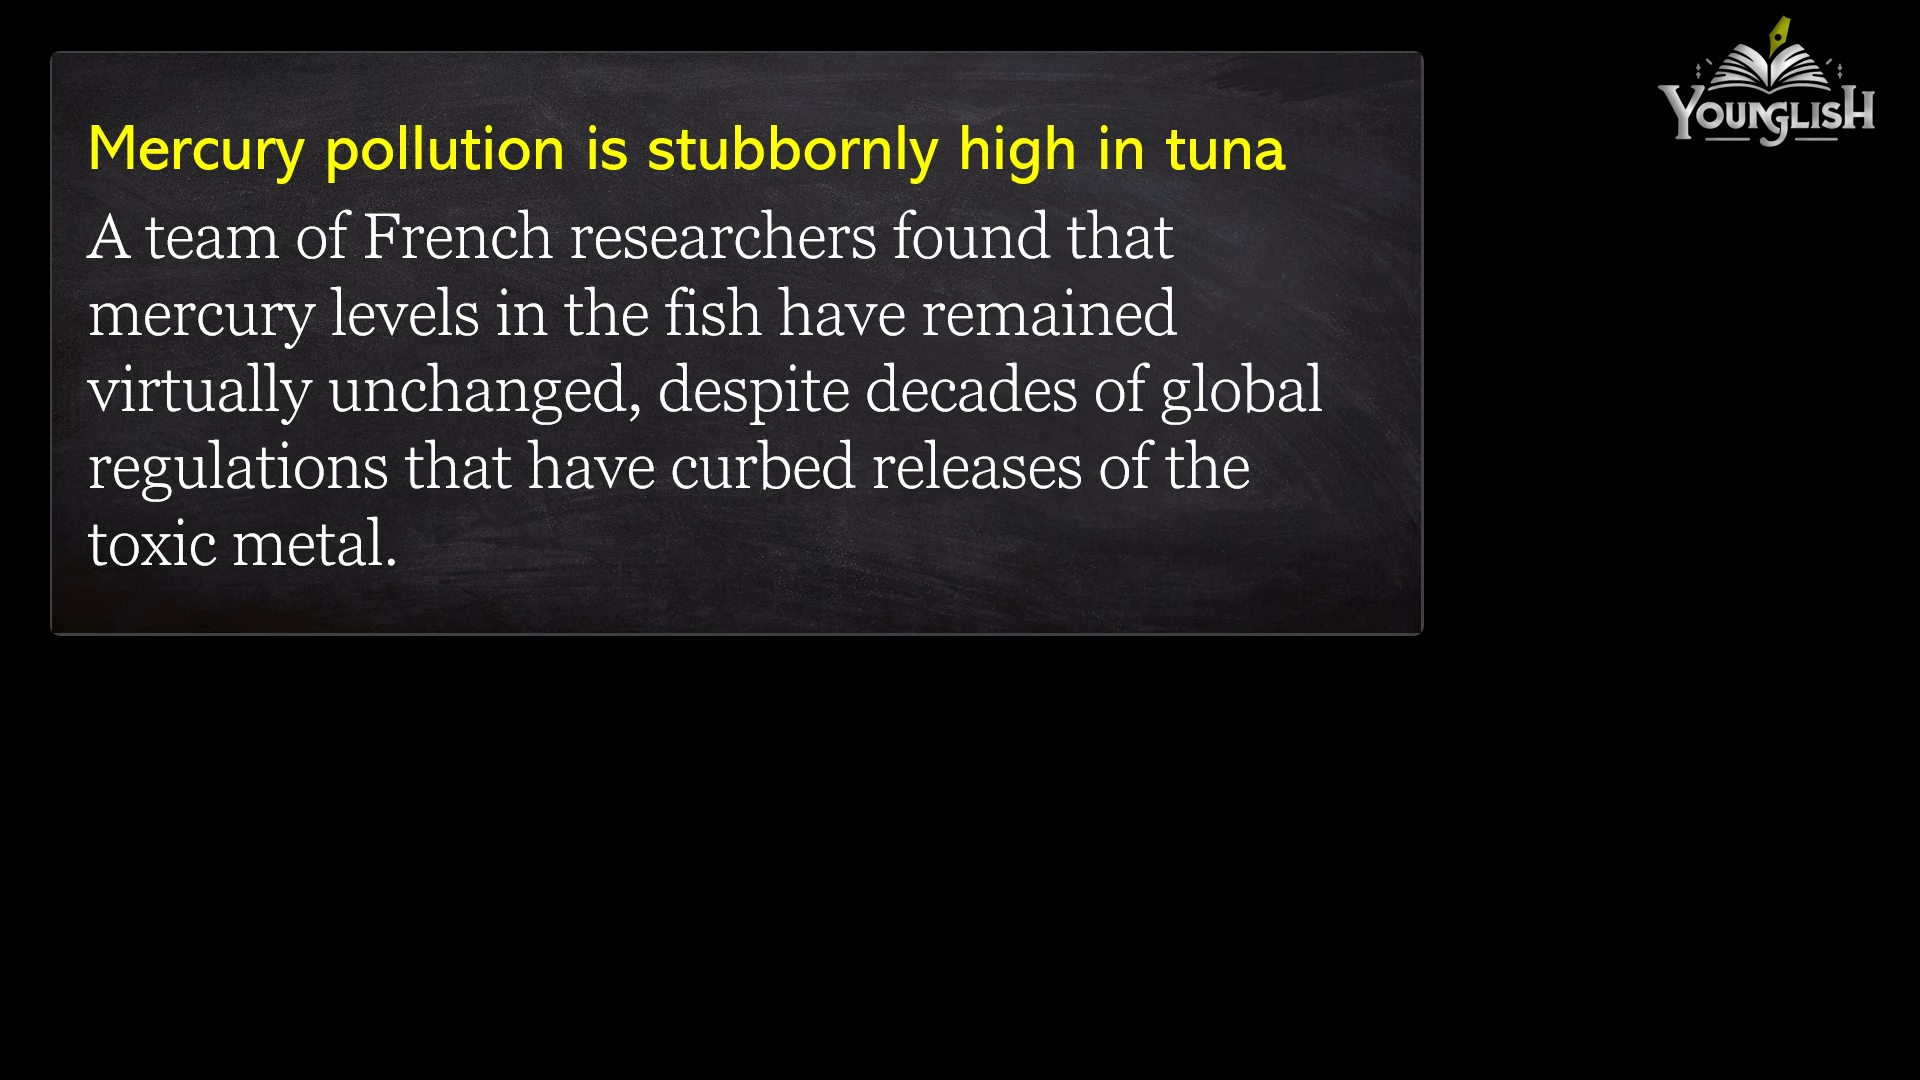 YOUNGLISH
Mercury pollution is stubbornly high in tuna
A team of French researchers found that
mercury levels in the fish have remained
virtually unchanged, despite decades of global
regulations that have curbed releases of the
toxic metal.